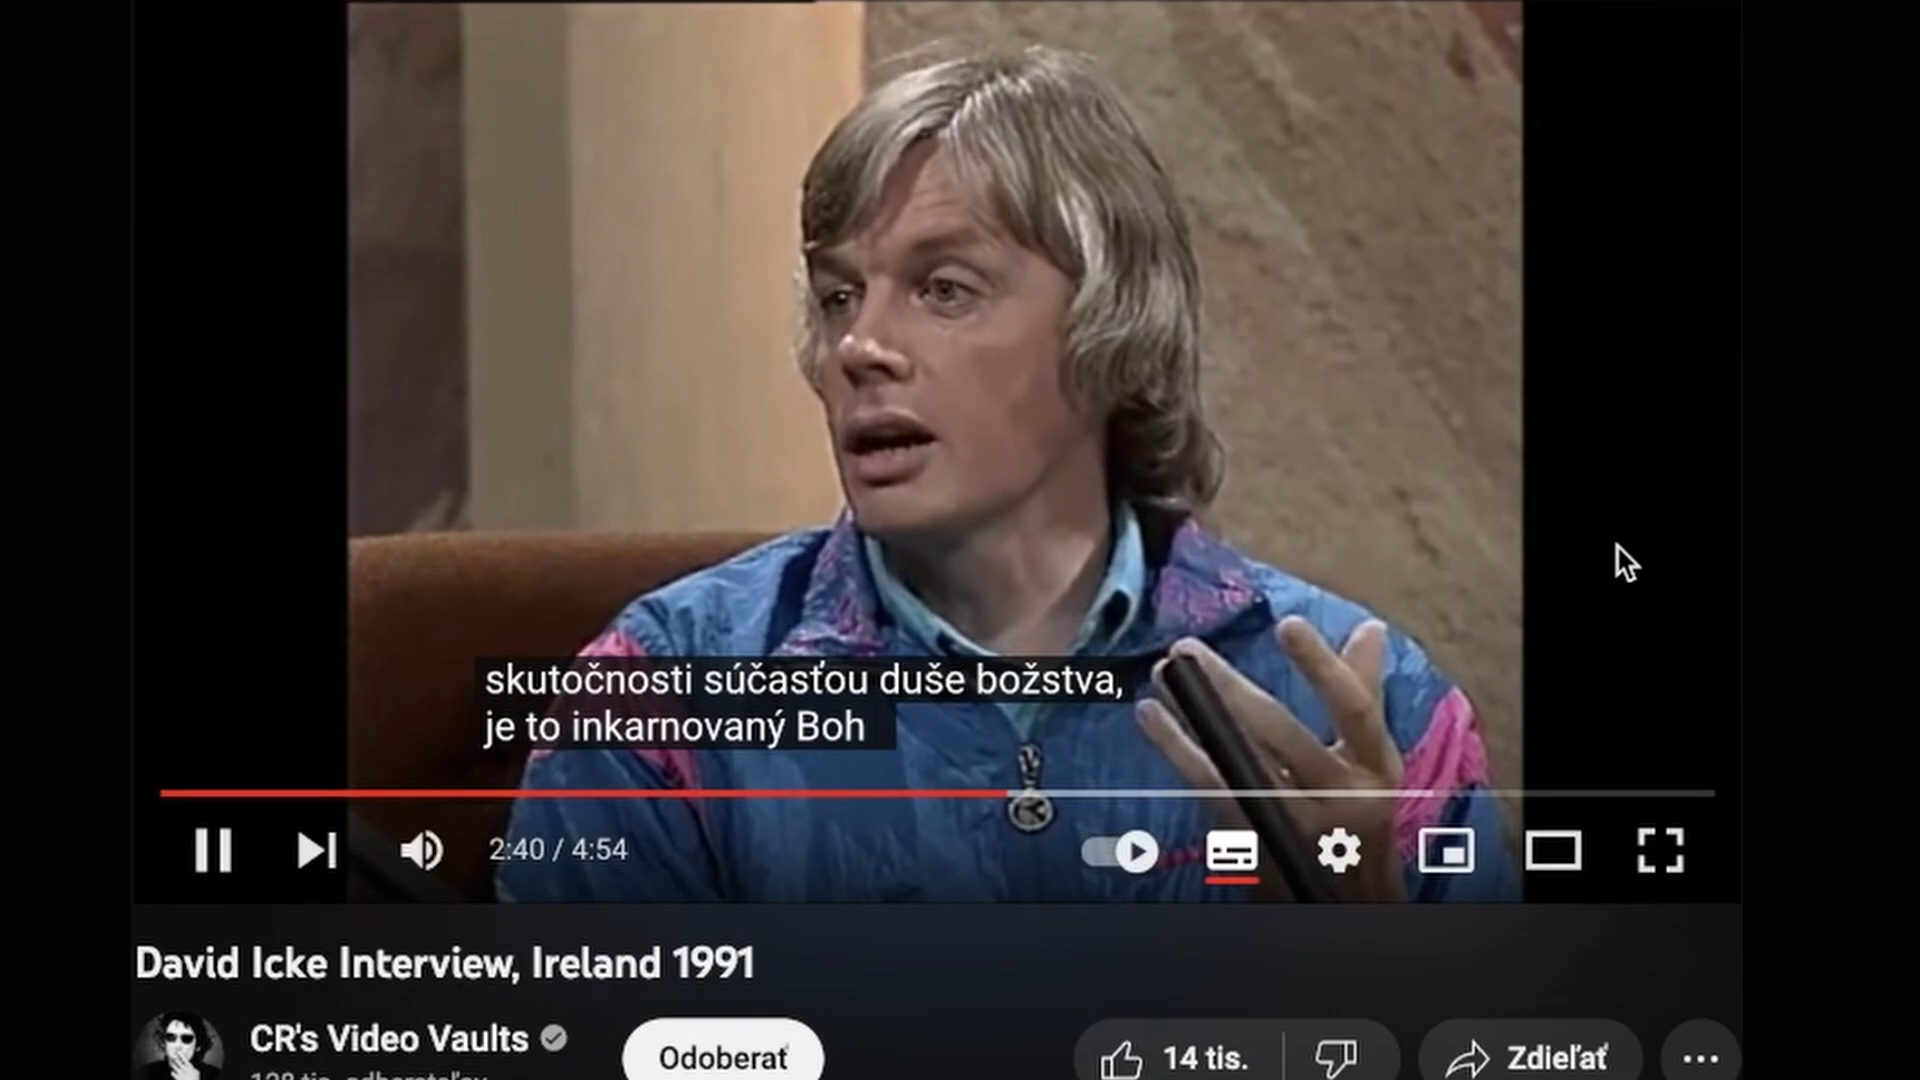 skutočnosti súčasťou duše božstva,
je to inkarnovaný Boh
2:40 / 4:54
David Icke Interview, Ireland 1991
CR's Video Vaults
Odoberať
14 tis.
Zdieľať